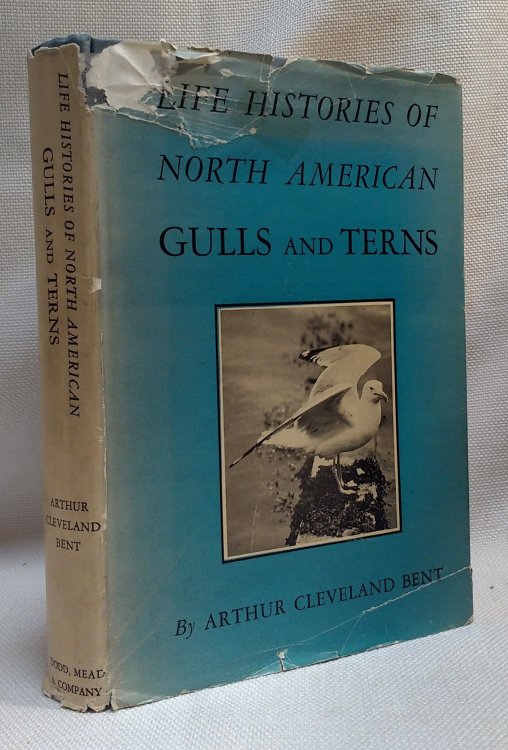 LIFE HISTORIES OF
NORTH AMERICAN
GULLS AND TERNS
By ARTHUR CLEVELAND BENT
LIFE HISTORIES OF NORTH AMERICAN
GULLS AND TERNS
ARTHUR
CLEVELAND
BENT
DODD, MEAD
& COMPANY